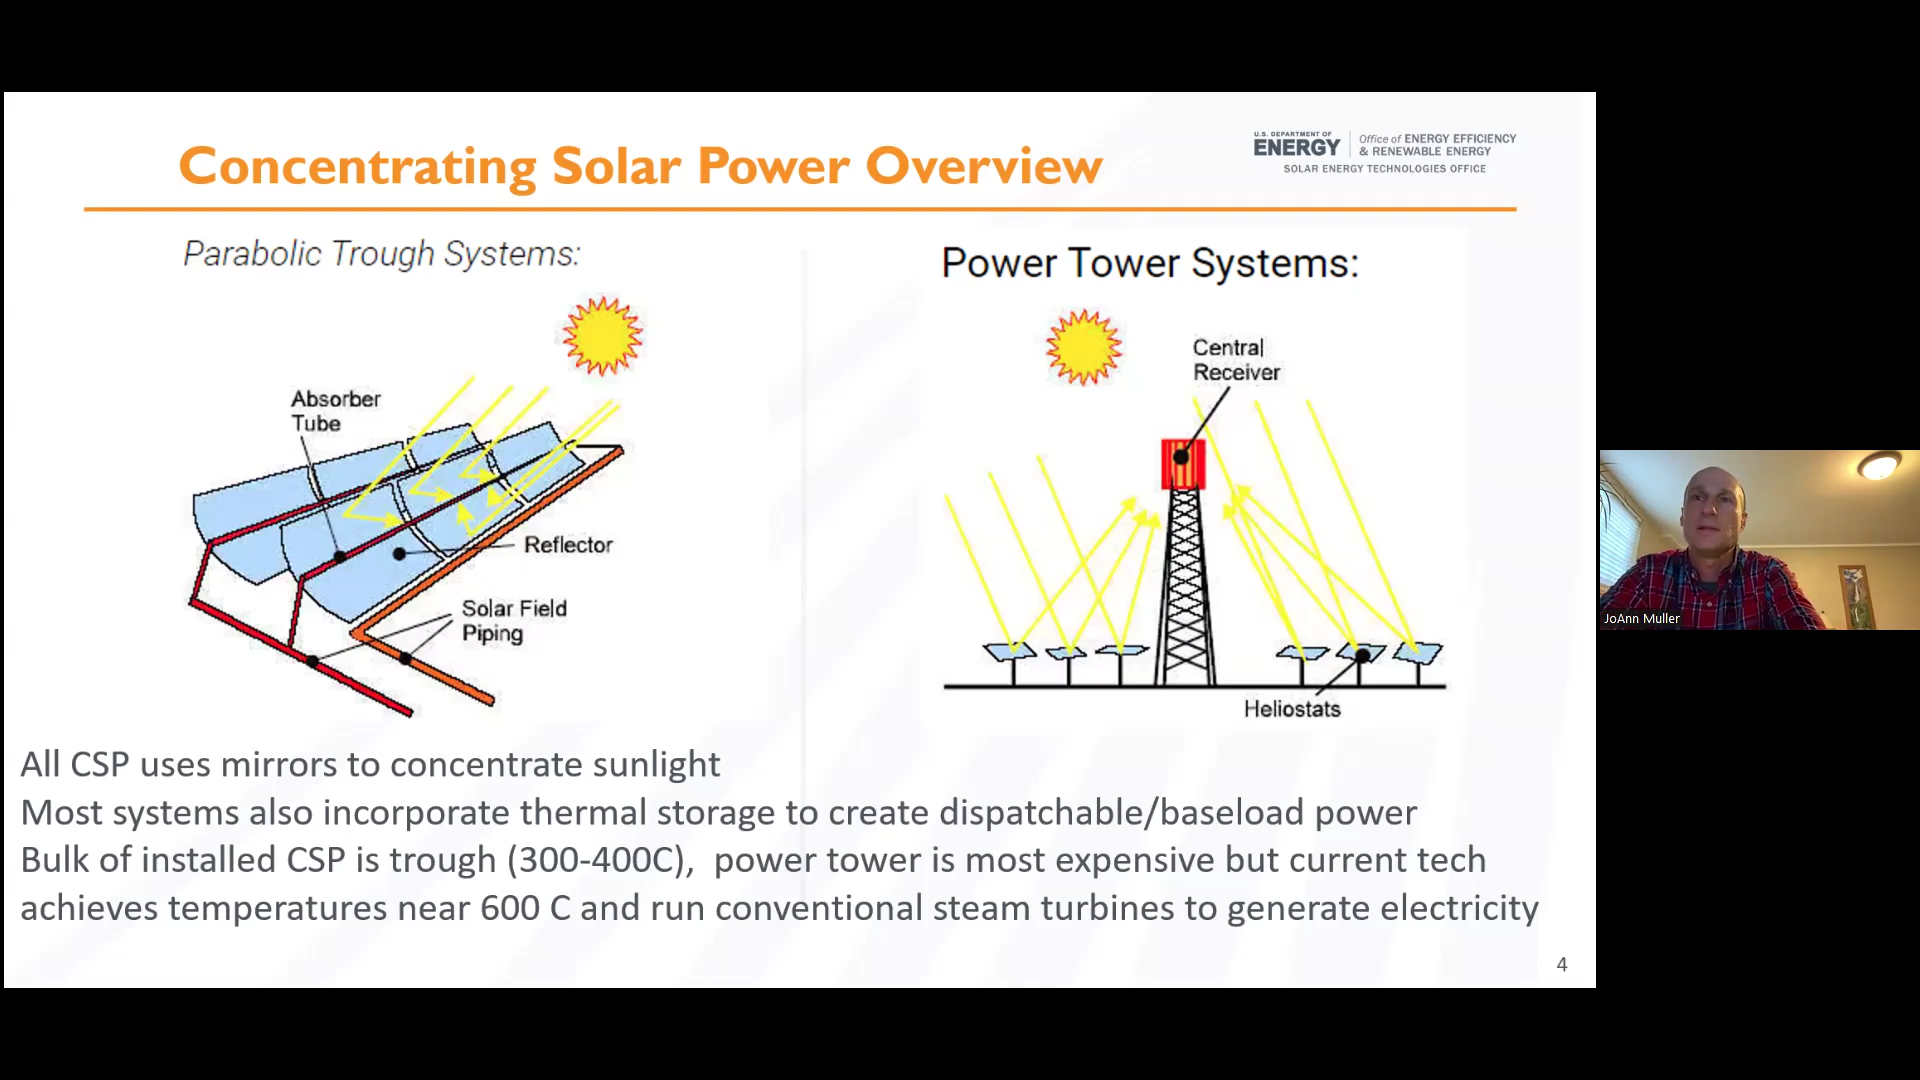 Concentrating Solar Power Overview
U.S. DEPARTMENT OF
ENERGY
Office of ENERGY EFFICIENCY
& RENEWABLE ENERGY
SOLAR ENERGY TECHNOLOGIES OFFICE
Parabolic Trough Systems:
Absorber
Tube
Reflector
Solar Field
Piping
Power Tower Systems:
Central
Receiver
Heliostats
All CSP uses mirrors to concentrate sunlight
Most systems also incorporate thermal storage to create dispatchable/baseload power
Bulk of installed CSP is trough (300-400C),  power tower is most expensive but current tech
achieves temperatures near 600 C and run conventional steam turbines to generate electricity
4
JoAnn Muller